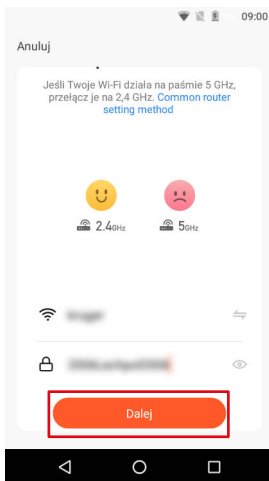 09:00
Anuluj
Jeśli Twoje Wi-Fi działa na paśmie 5 GHz,
przełącz je na 2,4 GHz. Common router
setting method
2.4GHz 5GHz
Dalej